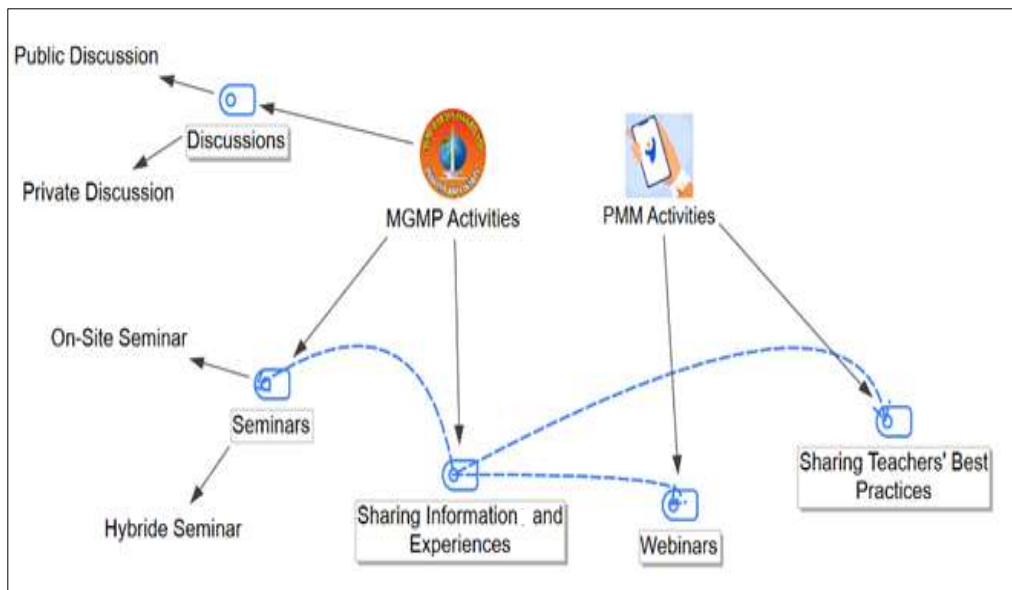 Public Discussion
Discussions
Private Discussion
MGMP Activities
PMM Activities
On-Site Seminar
Seminars
Hybride Seminar
Sharing Information and
Experiences
Webinars
Sharing Teachers' Best
Practices